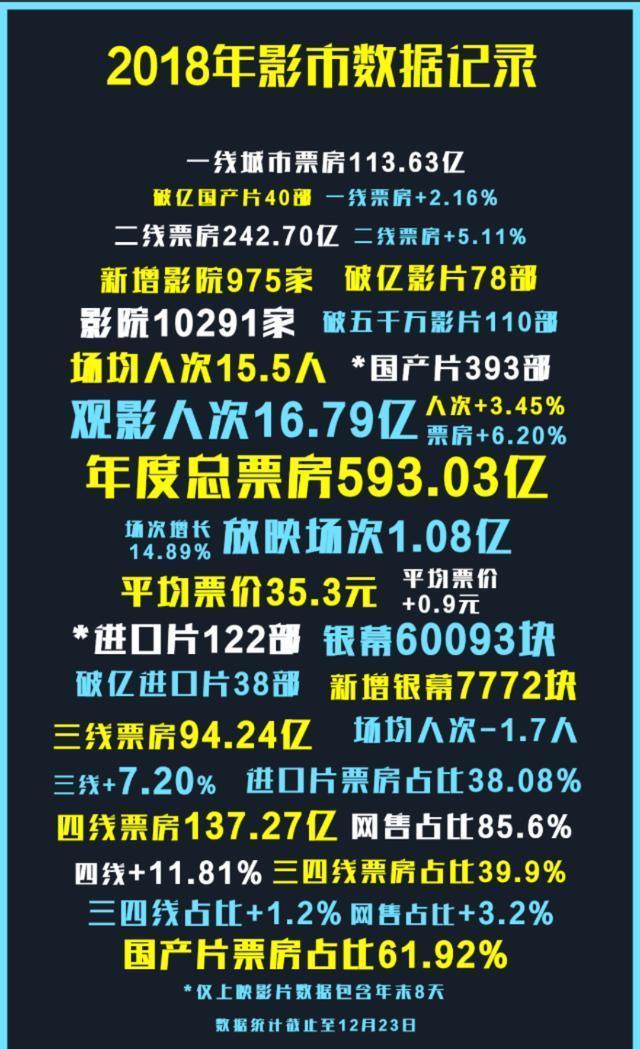 2018年影市数据记录
一线城市票房113.63亿
破亿国产片40部 一线票房+2.16%
二线票房242.70亿 二线票房+5.11%
新增影院975家 破亿影片78部
影院10291家 破五千万影片110部
场均人次15.5人 *国产片393部
观影人次16.79亿 人次+3.45%
票房+6.20%
年度总票房593.03亿
场次增长
14.89% 放映场次1.08亿
平均票价35.3元 平均票价
+0.9元
*进口片122部 银幕60093块
破亿进口片38部 新增银幕7772块
三线票房94.24亿 场均人次-1.7人
三线+7.20% 进口片票房占比38.08%
四线票房137.27亿 网售占比85.6%
四线+11.81% 三四线票房占比39.9%
三四线占比+1.2% 网售占比+3.2%
国产片票房占比61.92%
*仅上映影片数据包含年末8天
数据统计截止至12月23日